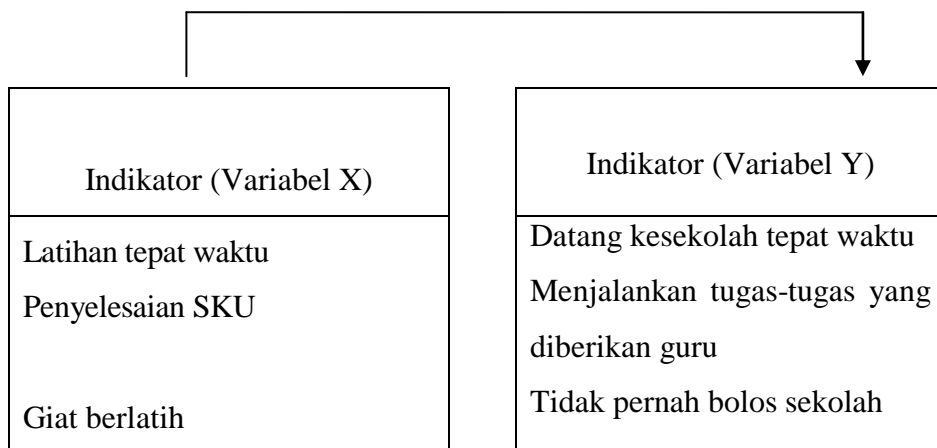 Indikator (Variabel X)
Latihan tepat waktu
Penyelesaian SKU
Giat berlatih
Indikator (Variabel Y)
Datang kesekolah tepat waktu
Menjalankan tugas-tugas yang
diberikan guru
Tidak pernah bolos sekolah